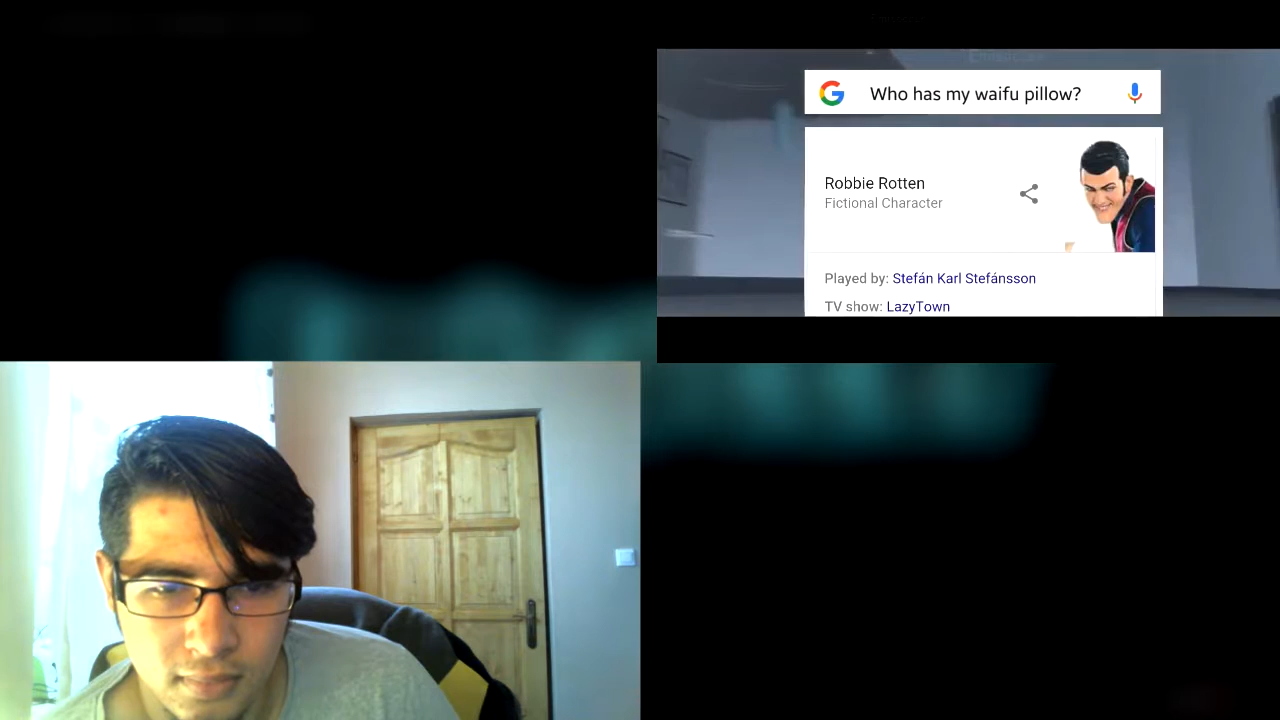 Who has my waifu pillow?
Robbie Rotten
Fictional Character
Played by: Stefán Karl Stefánsson
TV show: LazyTown